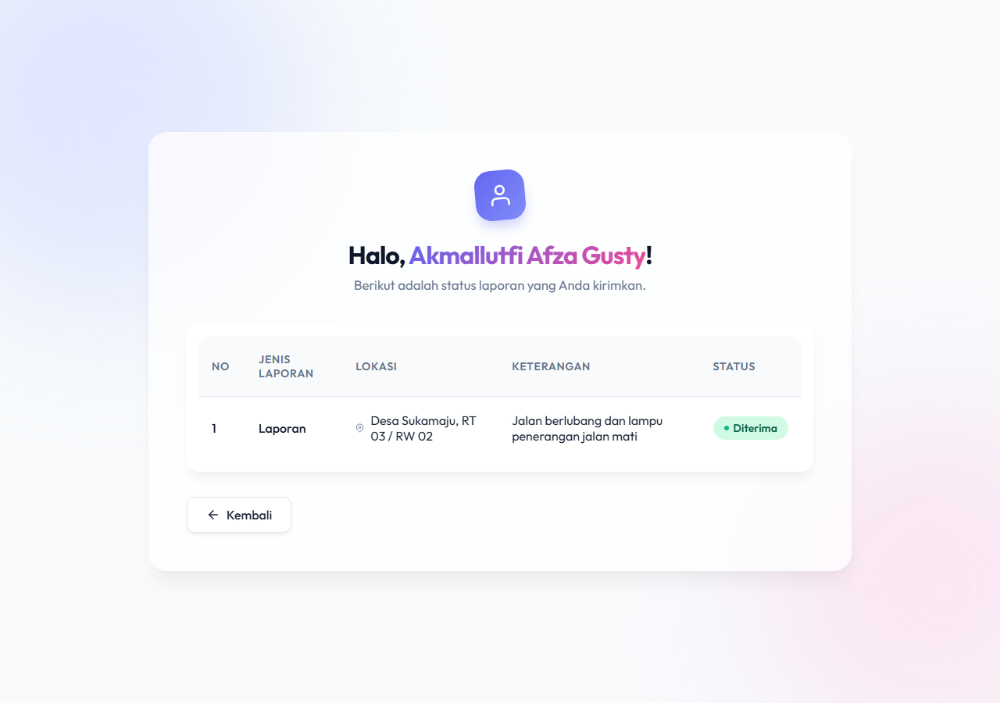 Halo, Akmallutfi Afza Gusty!
Berikut adalah status laporan yang Anda kirimkan.
NO
JENIS
LAPORAN
LOKASI
KETERANGAN
STATUS
1
Laporan
Desa Sukamaju, RT
03 / RW 02
Jalan berlubang dan lampu
penerangan jalan mati
Diterima
Kembali